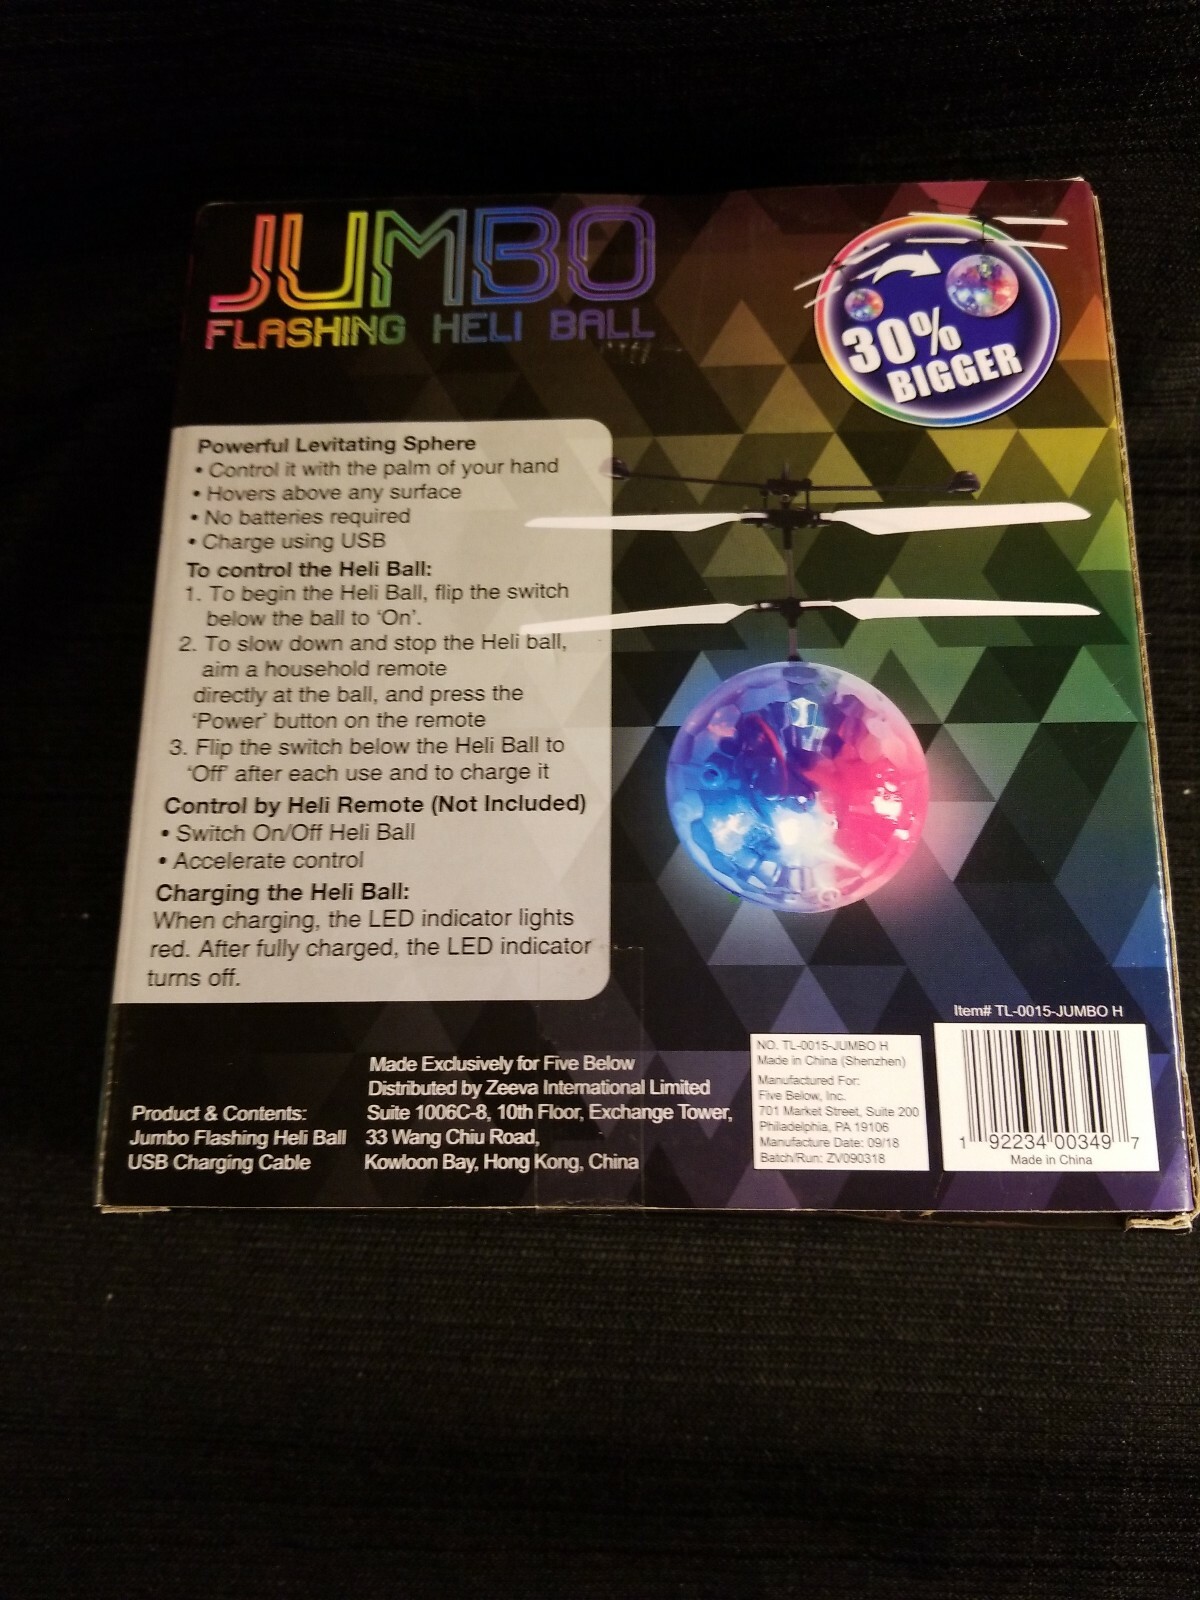 JUMBO
FLASHING HELI BALL
30%
BIGGER
Powerful Levitating Sphere
• Control it with the palm of your hand
• Hovers above any surface
• No batteries required
• Charge using USB
To control the Heli Ball:
1. To begin the Heli Ball, flip the switch
below the ball to ‘On’.
2. To slow down and stop the Heli ball,
aim a household remote
directly at the ball, and press the
‘Power’ button on the remote
3. Flip the switch below the Heli Ball to
‘Off’ after each use and to charge it
Control by Heli Remote (Not Included)
• Switch On/Off Heli Ball
• Accelerate control
Charging the Heli Ball:
When charging, the LED indicator lights
red. After fully charged, the LED indicator
turns off.
Product & Contents:
Jumbo Flashing Heli Ball
USB Charging Cable
Made Exclusively for Five Below
Distributed by Zeeva International Limited
Suite 1006C-8, 10th Floor, Exchange Tower,
33 Wang Chiu Road,
Kowloon Bay, Hong Kong, China
NO. TL-0015-JUMBO H
Made in China (Shenzhen)
Manufactured For:
Five Below, Inc.
701 Market Street, Suite 200
Philadelphia, PA 19106
Manufacture Date: 09/18
Batch/Run: ZV090318
Item# TL-0015-JUMBO H
1 92234 00349 7
Made in China